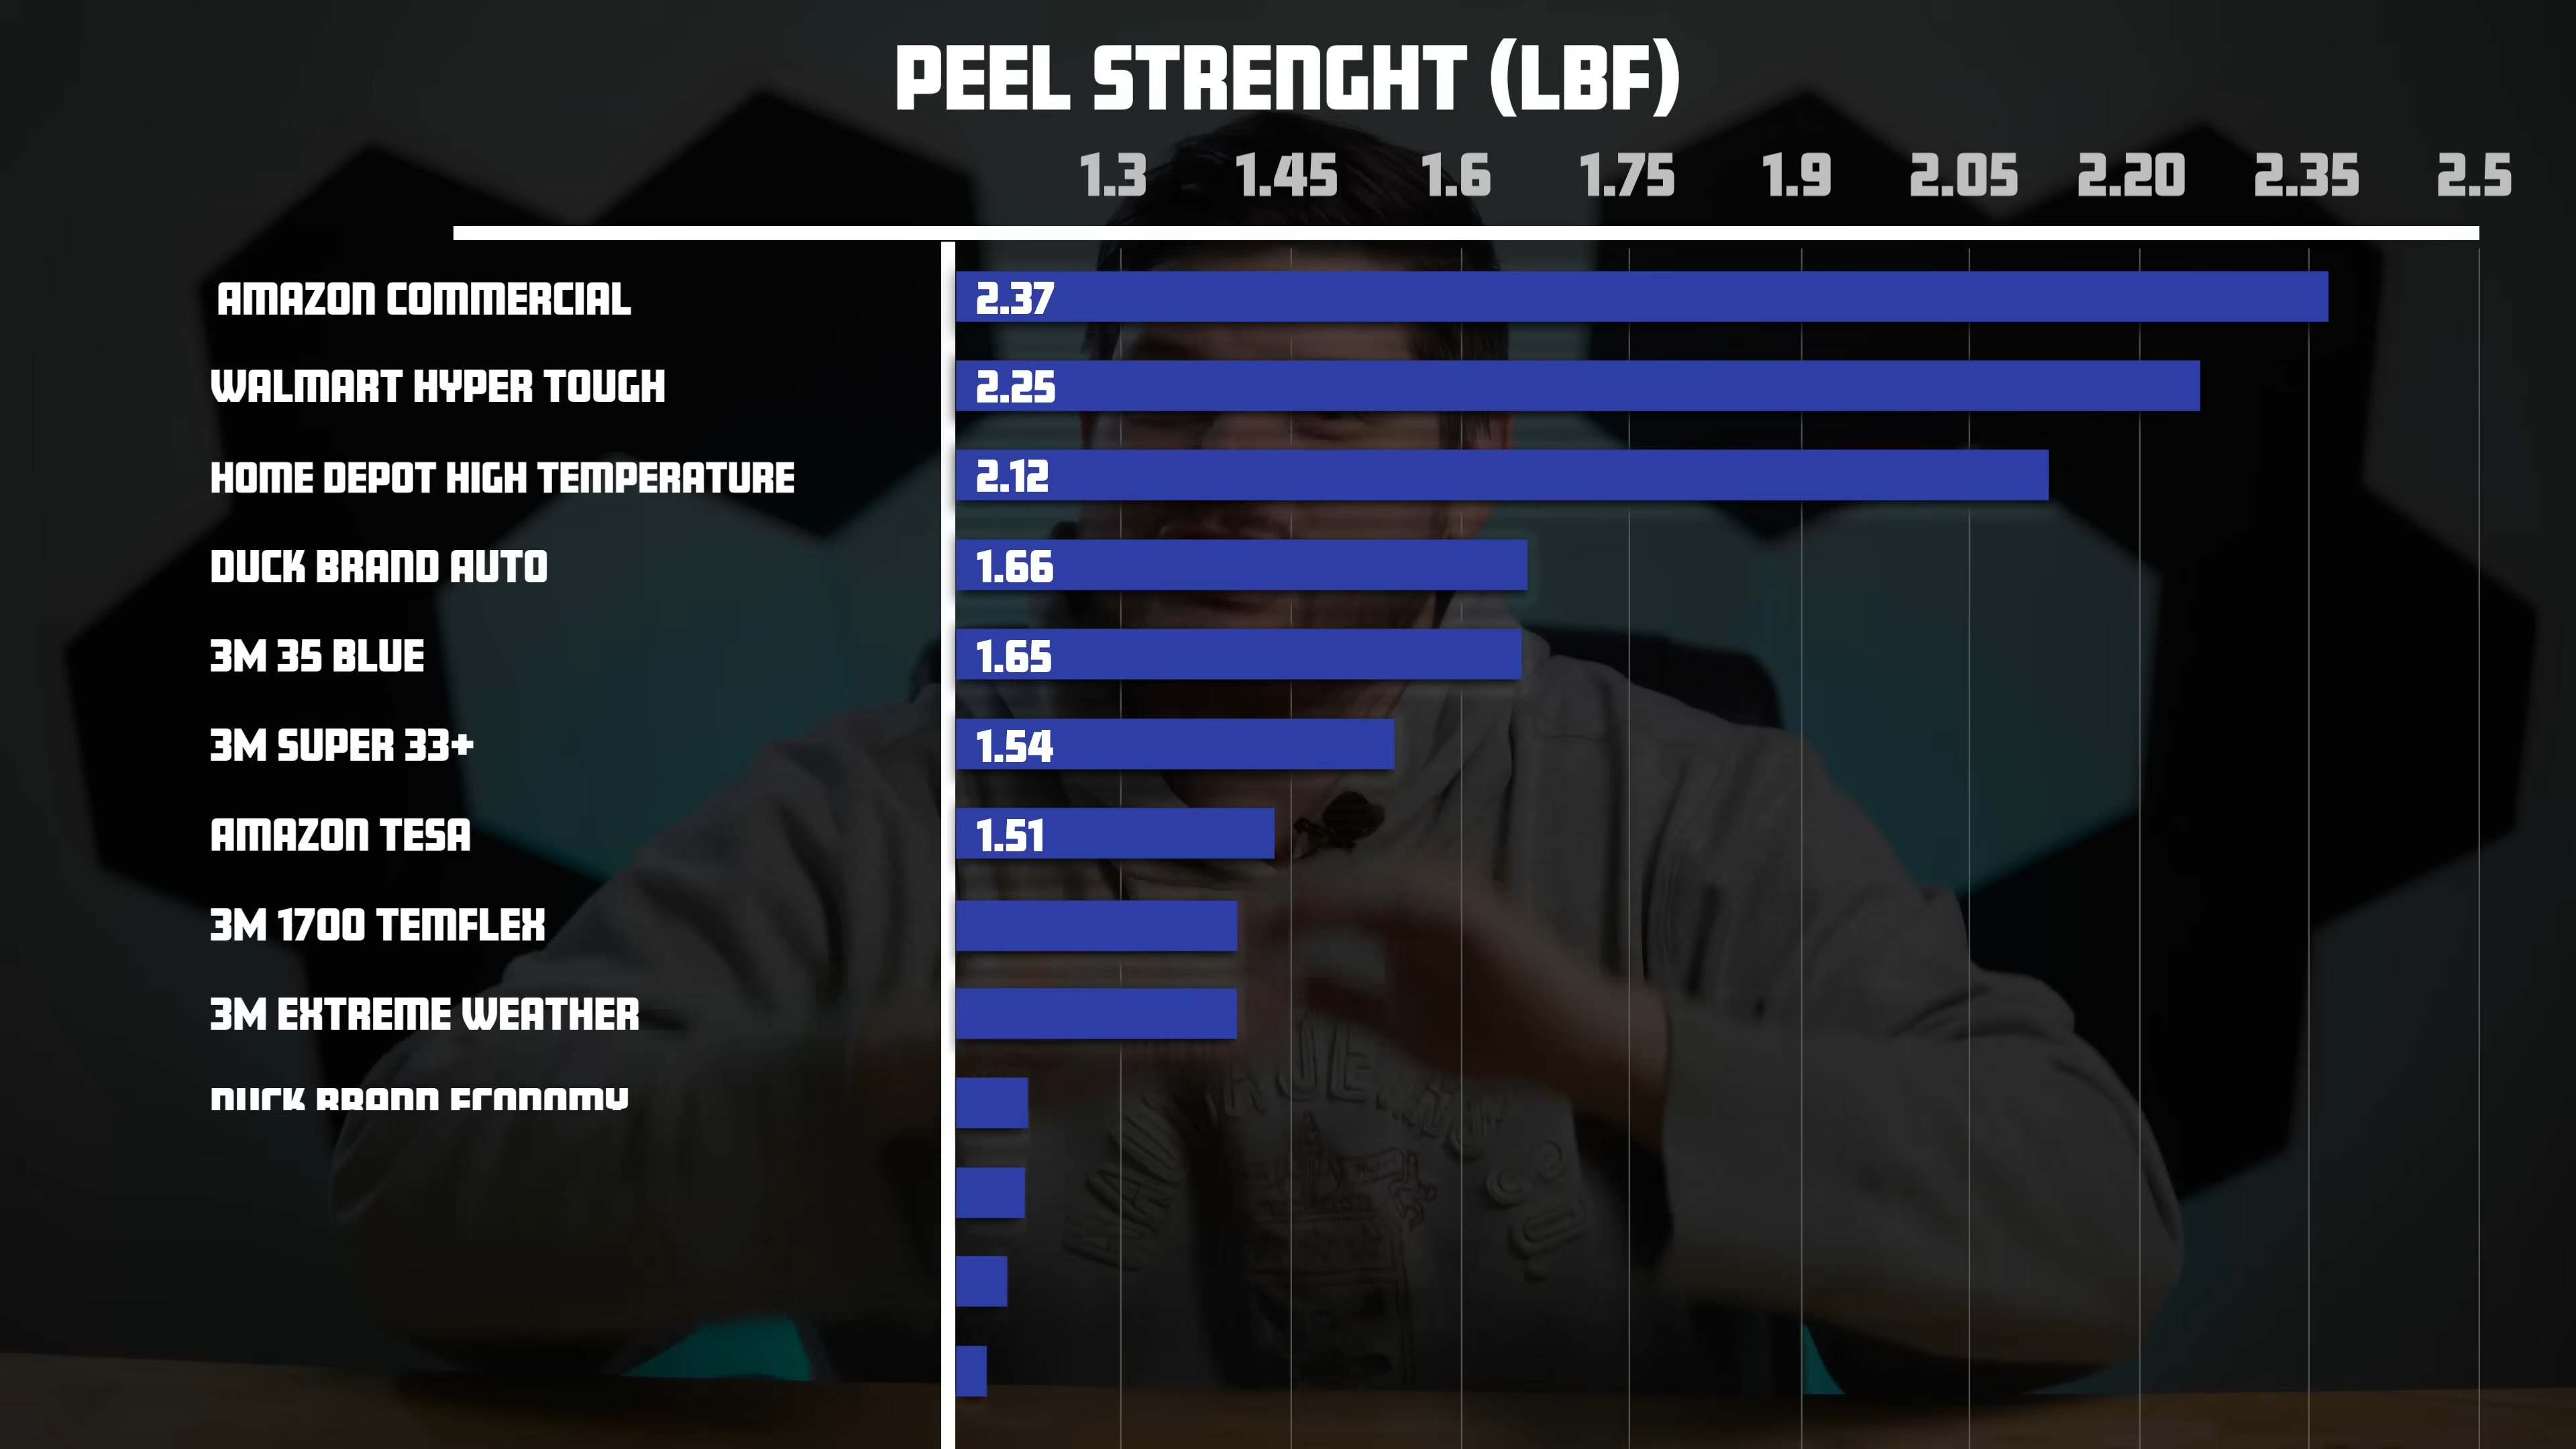 PEEL STRENGHT (LBF)
1.3 1.45 1.6 1.75 1.9 2.05 2.20 2.35 2.5
AMAZON COMMERCIAL 2.37
WALMART HYPER TOUGH 2.25
HOME DEPOT HIGH TEMPERATURE 2.12
DUCK BRAND AUTO 1.66
3M 35 BLUE 1.65
3M SUPER 33+ 1.54
AMAZON TESA 1.51
3M 1700 TEMFLEX
3M EXTREME WEATHER
DUCK BRAND ECONOMY